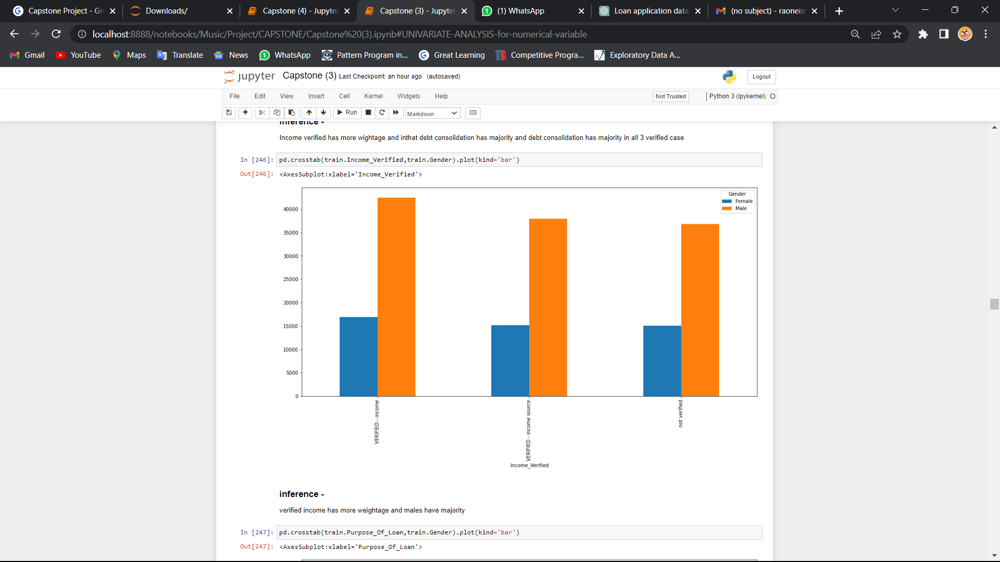 Capstone Project - Gr
Downloads/
Capstone (4) - Jupyter
Capstone (3) - Jupyter
(1) WhatsApp
Loan application data
(no subject) - raoneis
localhost:8888/notebooks/Music/Project/CAPSTONE/Capstone%20(3).ipynb#UNIVARIATE-ANALYSIS-for-numerical-variable
Gmail
YouTube
Maps
Translate
News
WhatsApp
Pattern Program in...
Great Learning
Competitive Progra...
Exploratory Data A...
jupyter Capstone (3) Last Checkpoint: an hour ago (autosaved)
Logout
File Edit View Insert Cell Kernel Widgets Help
Not Trusted
Python 3 (ipykernel)
Run
Markdown
inference -
Income verified has more wightage and inthat debt consolidation has majority and debt consolidation has majority in all 3 verified case
In [246]: pd.crosstab(train.Income_Verified,train.Gender).plot(kind='bar')
Out[246]: <AxesSubplot:xlabel='Income_Verified'>
Gender
Female
Male
40000
35000
30000
25000
20000
15000
10000
5000
0
VERIFIED - income
VERIFIED - income source
not verified
Income_Verified
inference -
verified income has more weightage and males have majority
In [247]: pd.crosstab(train.Purpose_Of_Loan,train.Gender).plot(kind='bar')
Out[247]: <AxesSubplot:xlabel='Purpose_Of_Loan'>